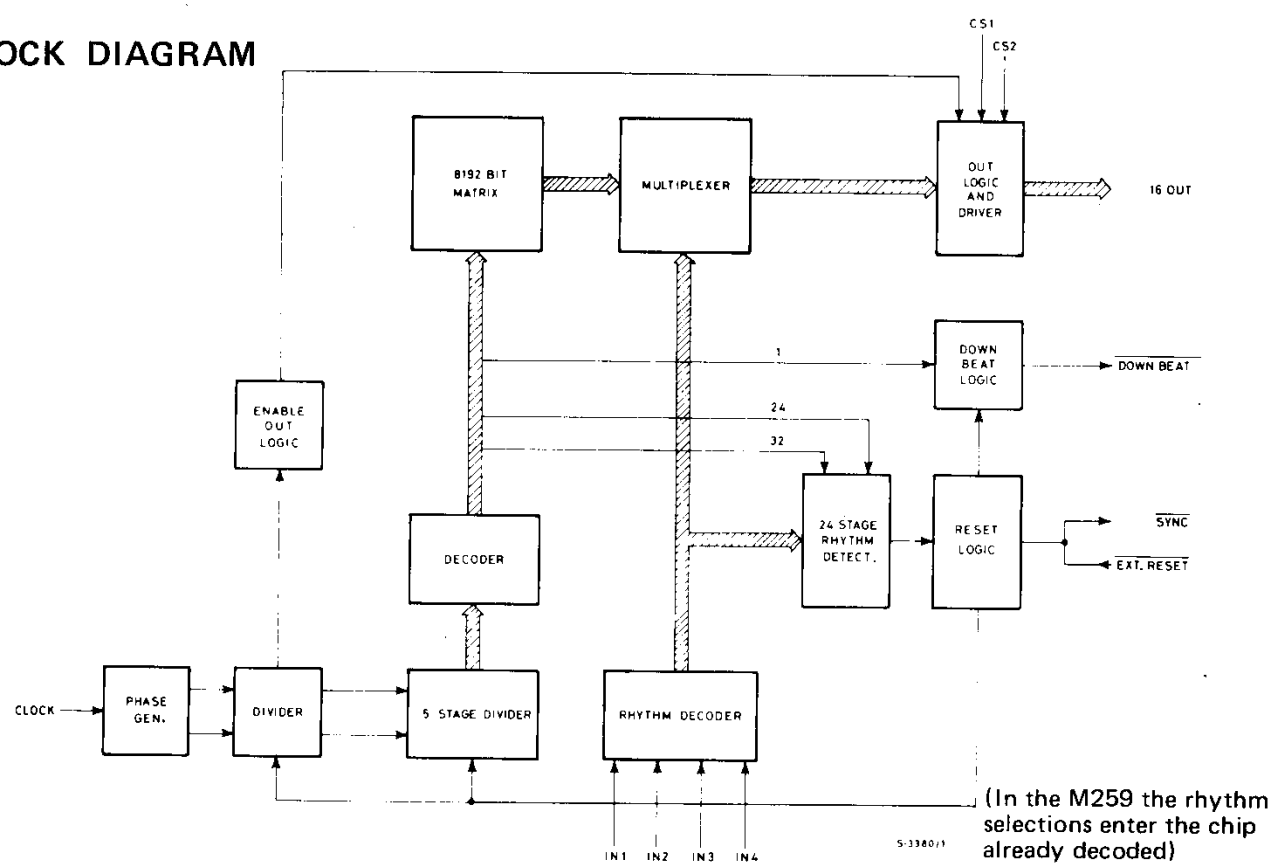 OCK DIAGRAM
CS1
CS2
8192 BIT
MATRIX
MULTIPLEXER
OUT
LOGIC
AND
DRIVER
16 OUT
1
DOWN
BEAT
LOGIC
DOWN BEAT
ENABLE
OUT
LOGIC
24
32
24 STAGE
RHYTHM
DETECT.
RESET
LOGIC
SYNC
EXT. RESET
DECODER
CLOCK
PHASE
GEN.
DIVIDER
5 STAGE DIVIDER
RHYTHM DECODER
IN1 IN2 IN3 IN4
S-3380/1
(In the M259 the rhythm
selections enter the chip
already decoded)